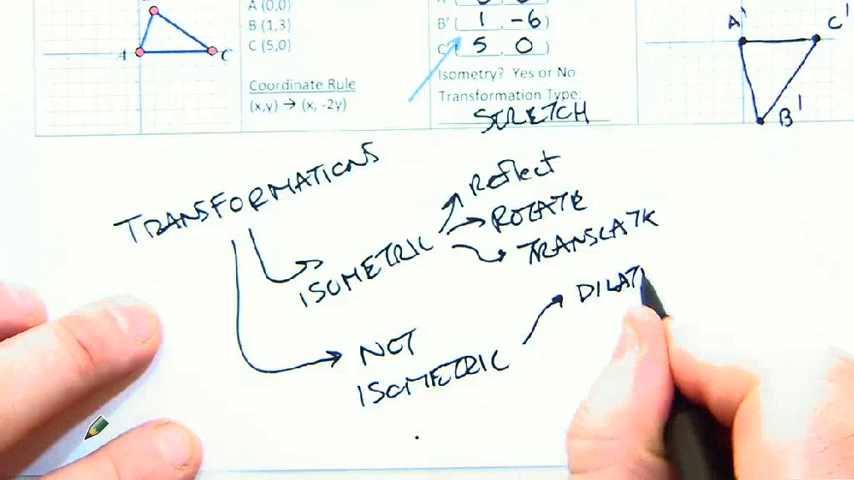 A (0,0)
B (1,3)
C (5,0)
A
C
Coordinate Rule
(x,y) → (x, -2y)
B' ( 1 , -6 )
C' ( 5 , 0 )
Isometry? Yes or No
Transformation Type:
STRETCH
A'
C'
B'
TRANSFORMATIONS
ISOMETRIC
Reflect
ROTATE
TRANSLATE
NOT
ISOMETRIC
DILAT